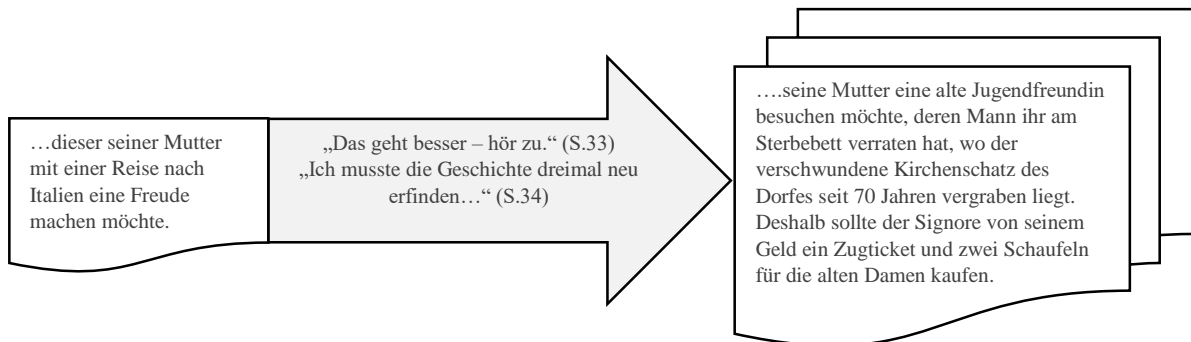 …dieser seiner Mutter
mit einer Reise nach
Italien eine Freude
machen möchte.
„Das geht besser – hör zu.“ (S.33)
„Ich musste die Geschichte dreimal neu
erfinden…“ (S.34)
….seine Mutter eine alte Jugendfreundin
besuchen möchte, deren Mann ihr am
Sterbebett verraten hat, wo der
verschwundene Kirchenschatz des
Dorfes seit 70 Jahren vergraben liegt.
Deshalb sollte der Signore von seinem
Geld ein Zugticket und zwei Schaufeln
für die alten Damen kaufen.